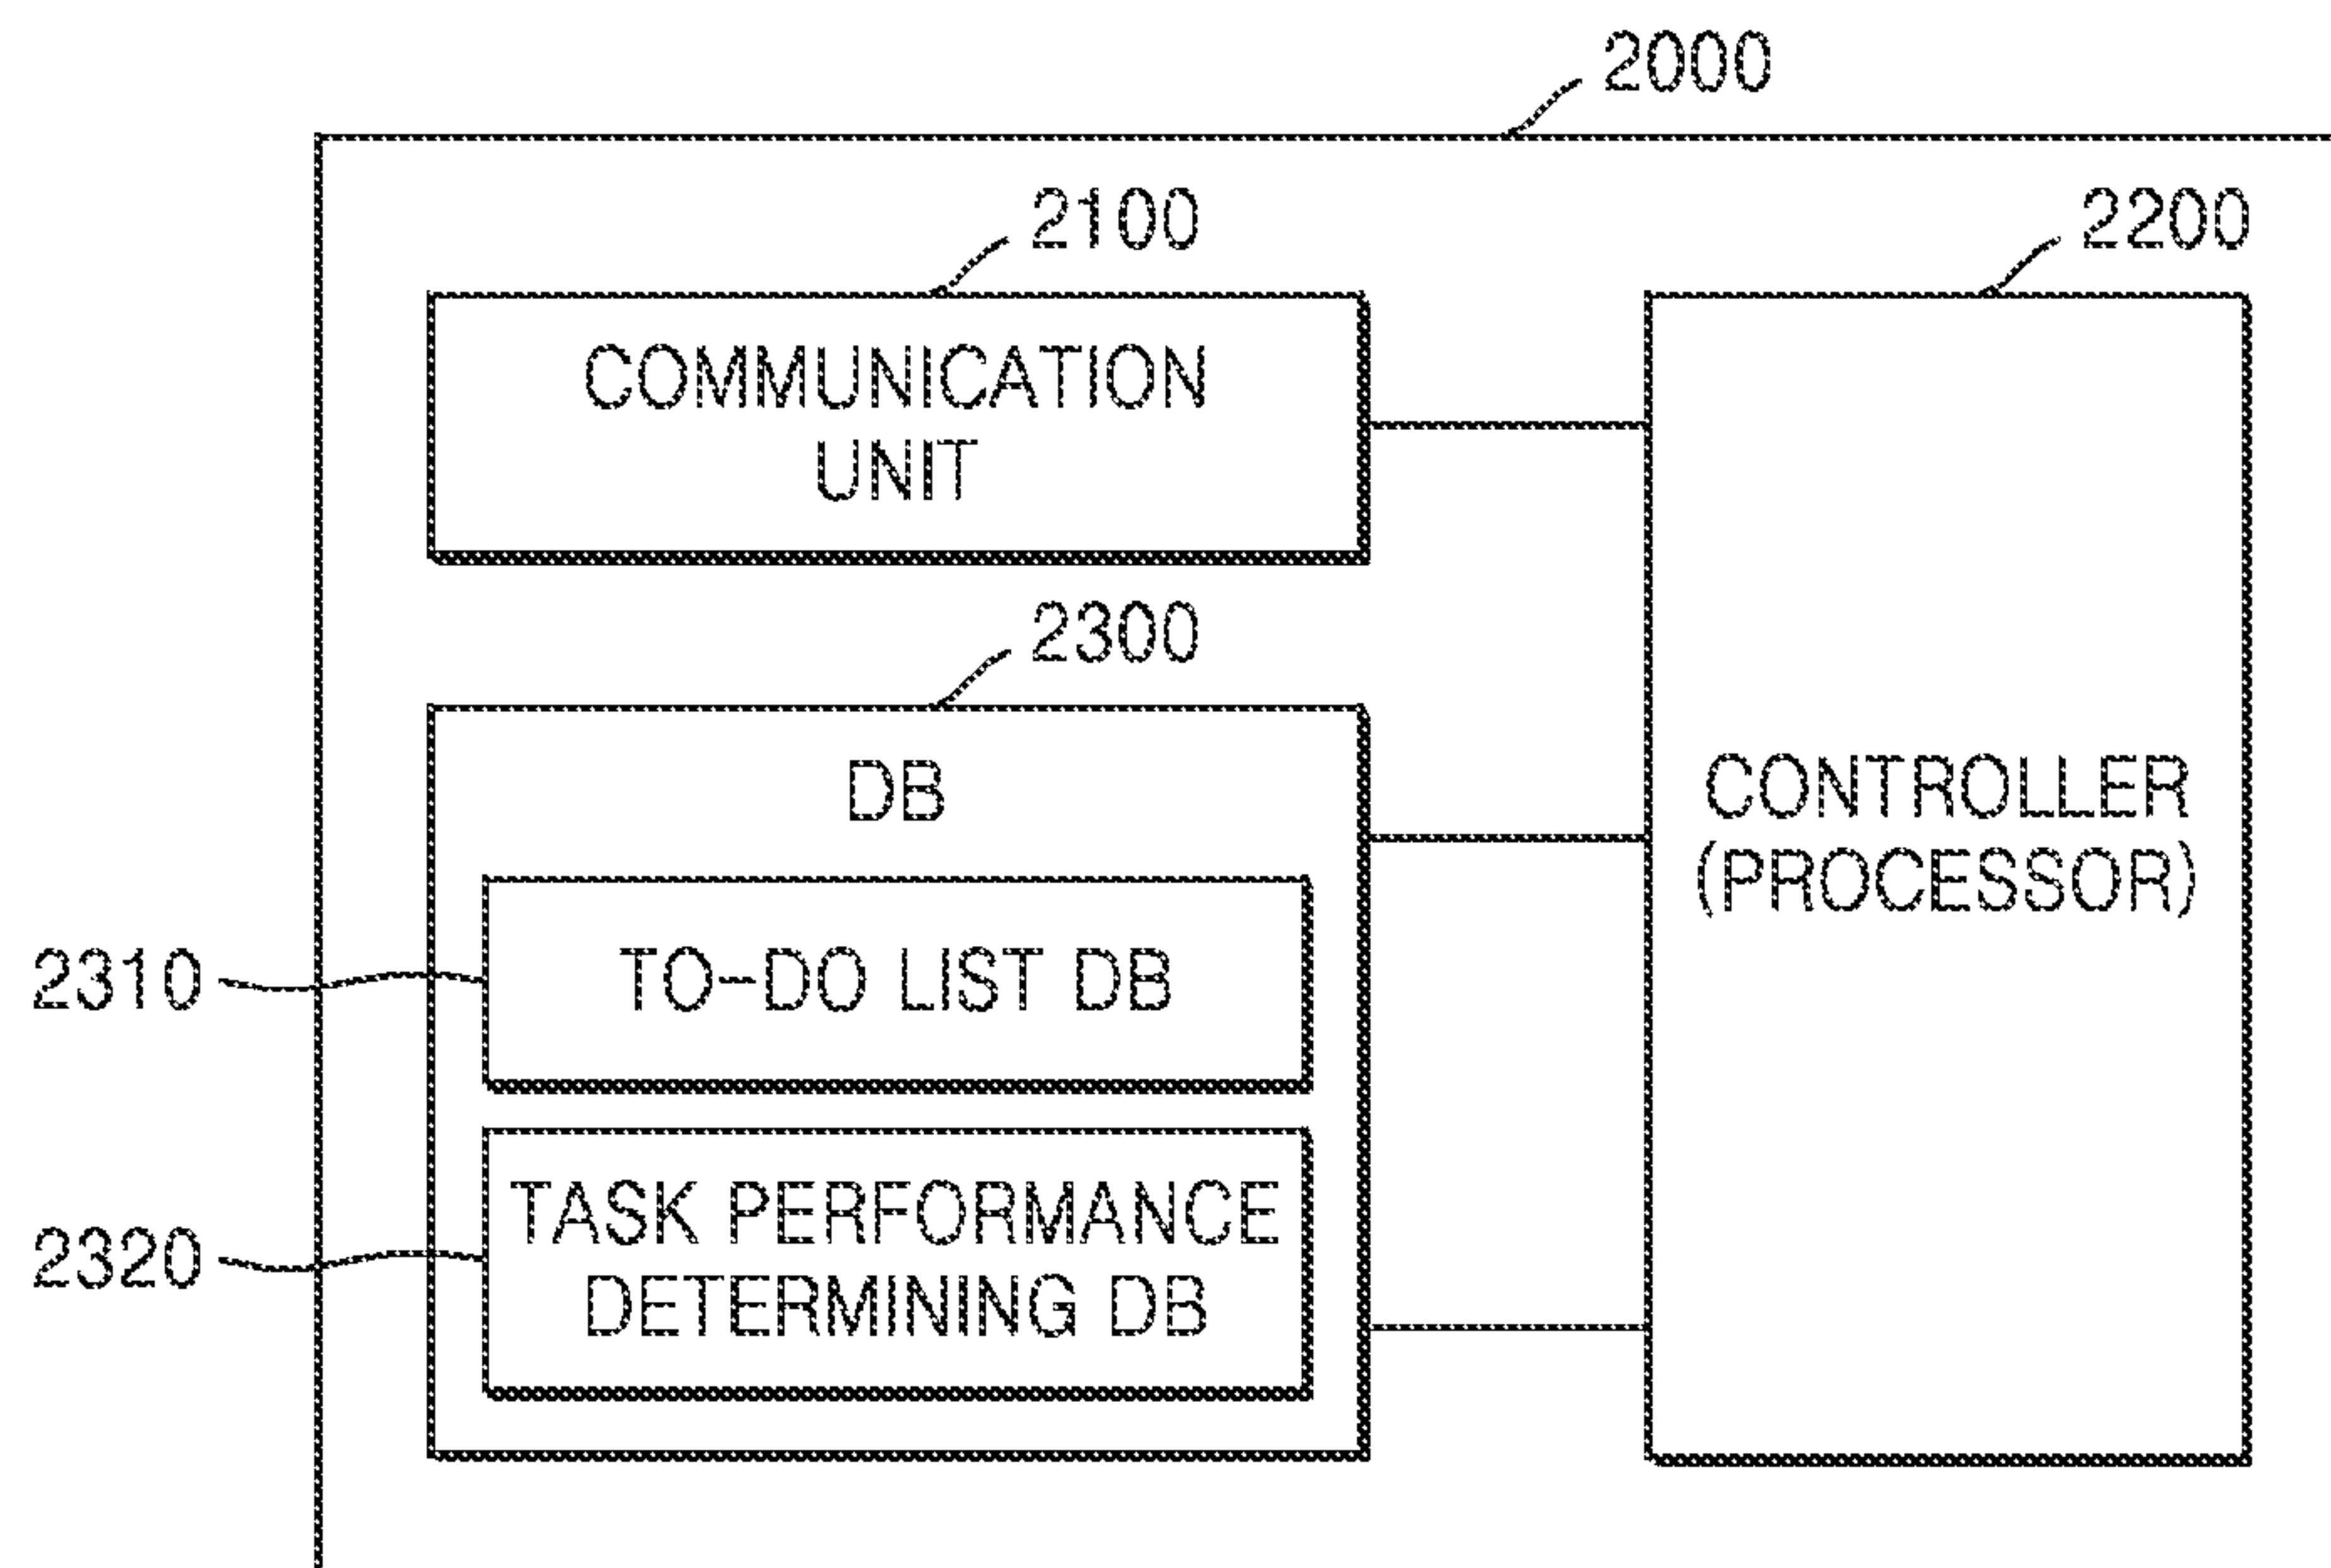 2000
2100
2200
COMMUNICATION
UNIT
2300
DB
CONTROLLER
(PROCESSOR)
2310
TO-DO LIST DB
2320
TASK PERFORMANCE
DETERMINING DB